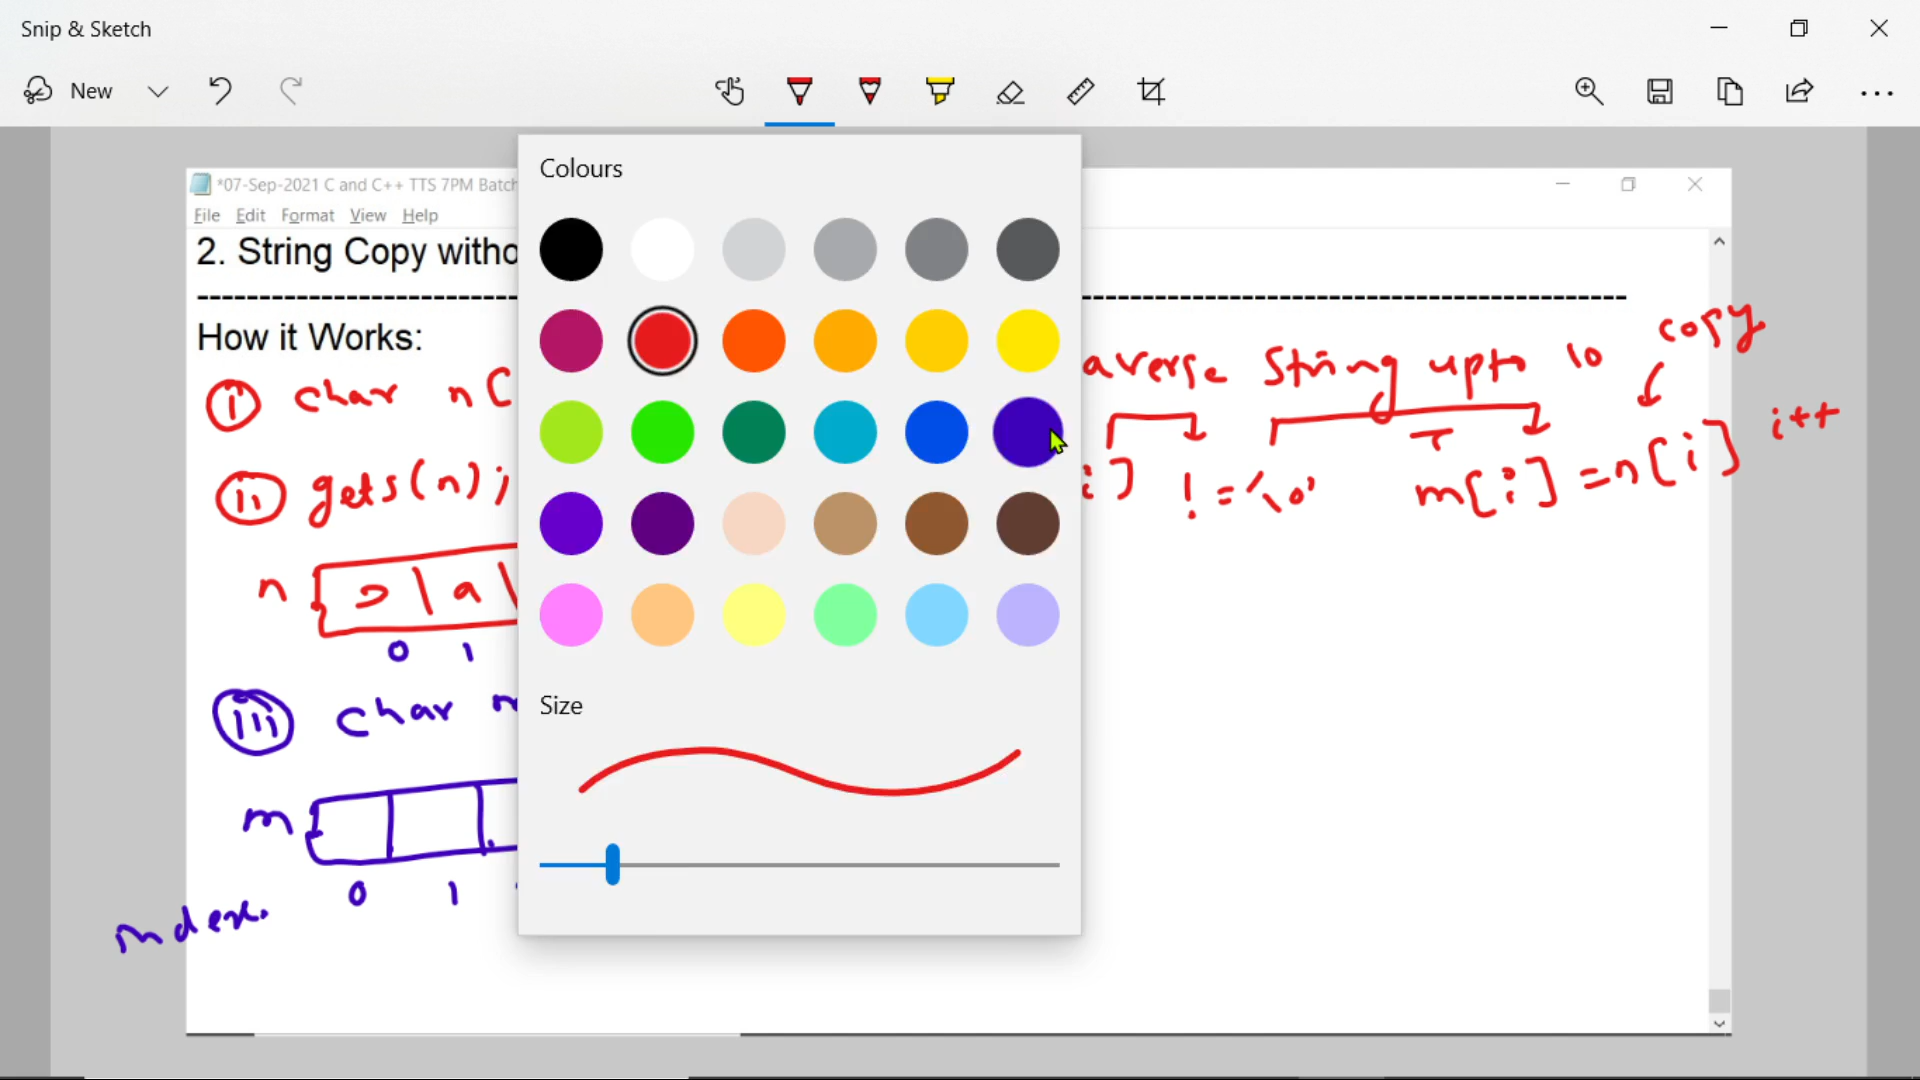 Snip & Sketch
New
Colours
*07-Sep-2021 C and C++ TTS 7PM Batch
File Edit Format View Help
2. String Copy witho
--------------------------------------------------------------------------------
How it Works:
copy
i char n[
averse String upto \0
ii gets(n);
i] != '\0' T m[i] = n[i] i++
n a
0 1
iii char m
Size
m
0 1
index